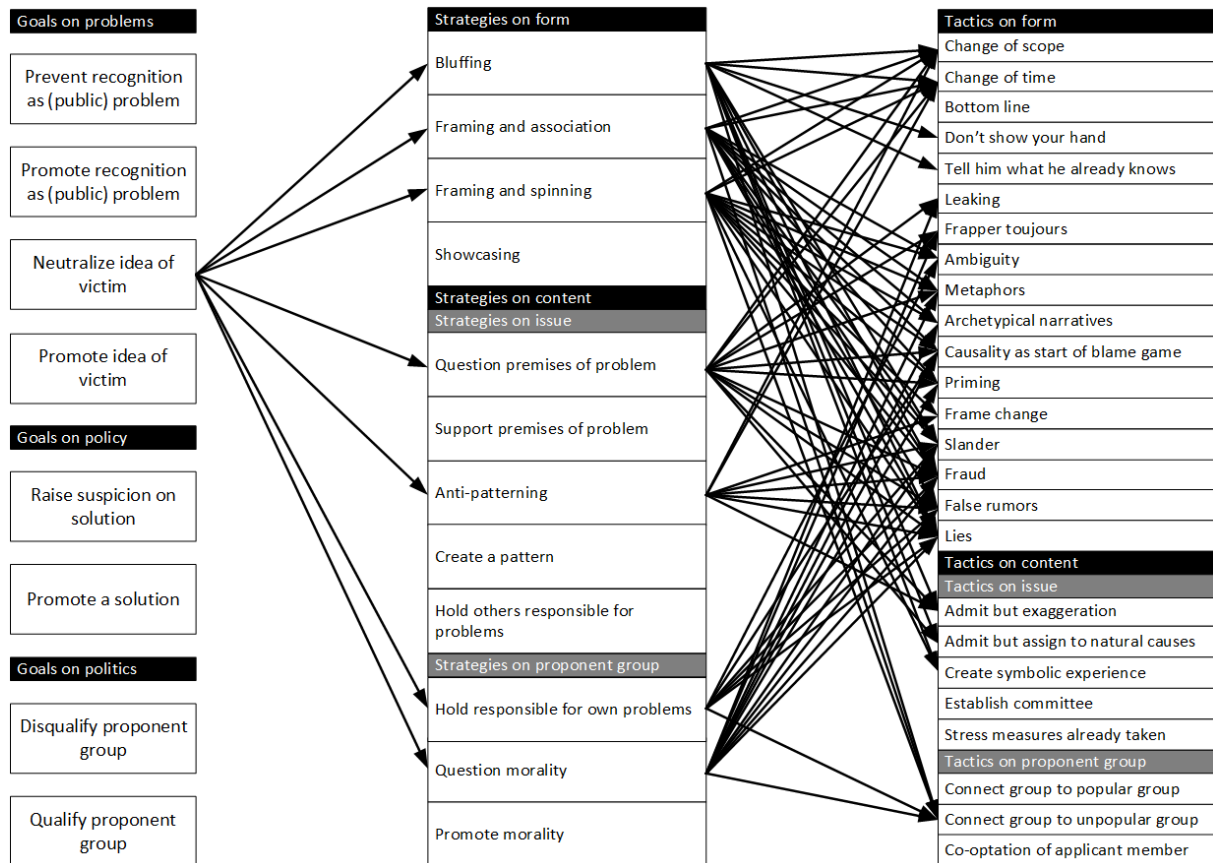 Goals on problems
Prevent recognition
as (public) problem
Promote recognition
as (public) problem
Neutralize idea of
victim
Promote idea of
victim
Goals on policy
Raise suspicion on
solution
Promote a solution
Goals on politics
Disqualify proponent
group
Qualify proponent
group
Strategies on form
Bluffing
Framing and association
Framing and spinning
Showcasing
Strategies on content
Strategies on issue
Question premises of problem
Support premises of problem
Anti-patterning
Create a pattern
Hold others responsible for
problems
Strategies on proponent group
Hold responsible for own problems
Question morality
Promote morality
Tactics on form
Change of scope
Change of time
Bottom line
Don't show your hand
Tell him what he already knows
Leaking
Frapper toujours
Ambiguity
Metaphors
Archetypical narratives
Causality as start of blame game
Priming
Frame change
Slander
Fraud
False rumors
Lies
Tactics on content
Tactics on issue
Admit but exaggeration
Admit but assign to natural causes
Create symbolic experience
Establish committee
Stress measures already taken
Tactics on proponent group
Connect group to popular group
Connect group to unpopular group
Co-optation of applicant member